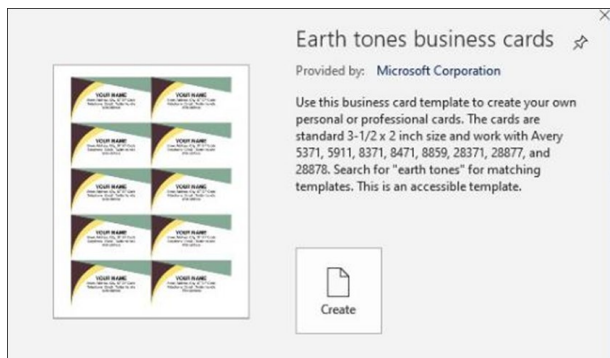 Earth tones business cards
Provided by: Microsoft Corporation
Use this business card template to create your own
personal or professional cards. The cards are
standard 3-1/2 x 2 inch size and work with Avery
5371, 5911, 8371, 8471, 8859, 28371, 28877, and
28878. Search for "earth tones" for matching
templates. This is an accessible template.
Create
YOUR NAME YOUR NAME
YOUR NAME YOUR NAME
YOUR NAME YOUR NAME
YOUR NAME YOUR NAME
YOUR NAME YOUR NAME